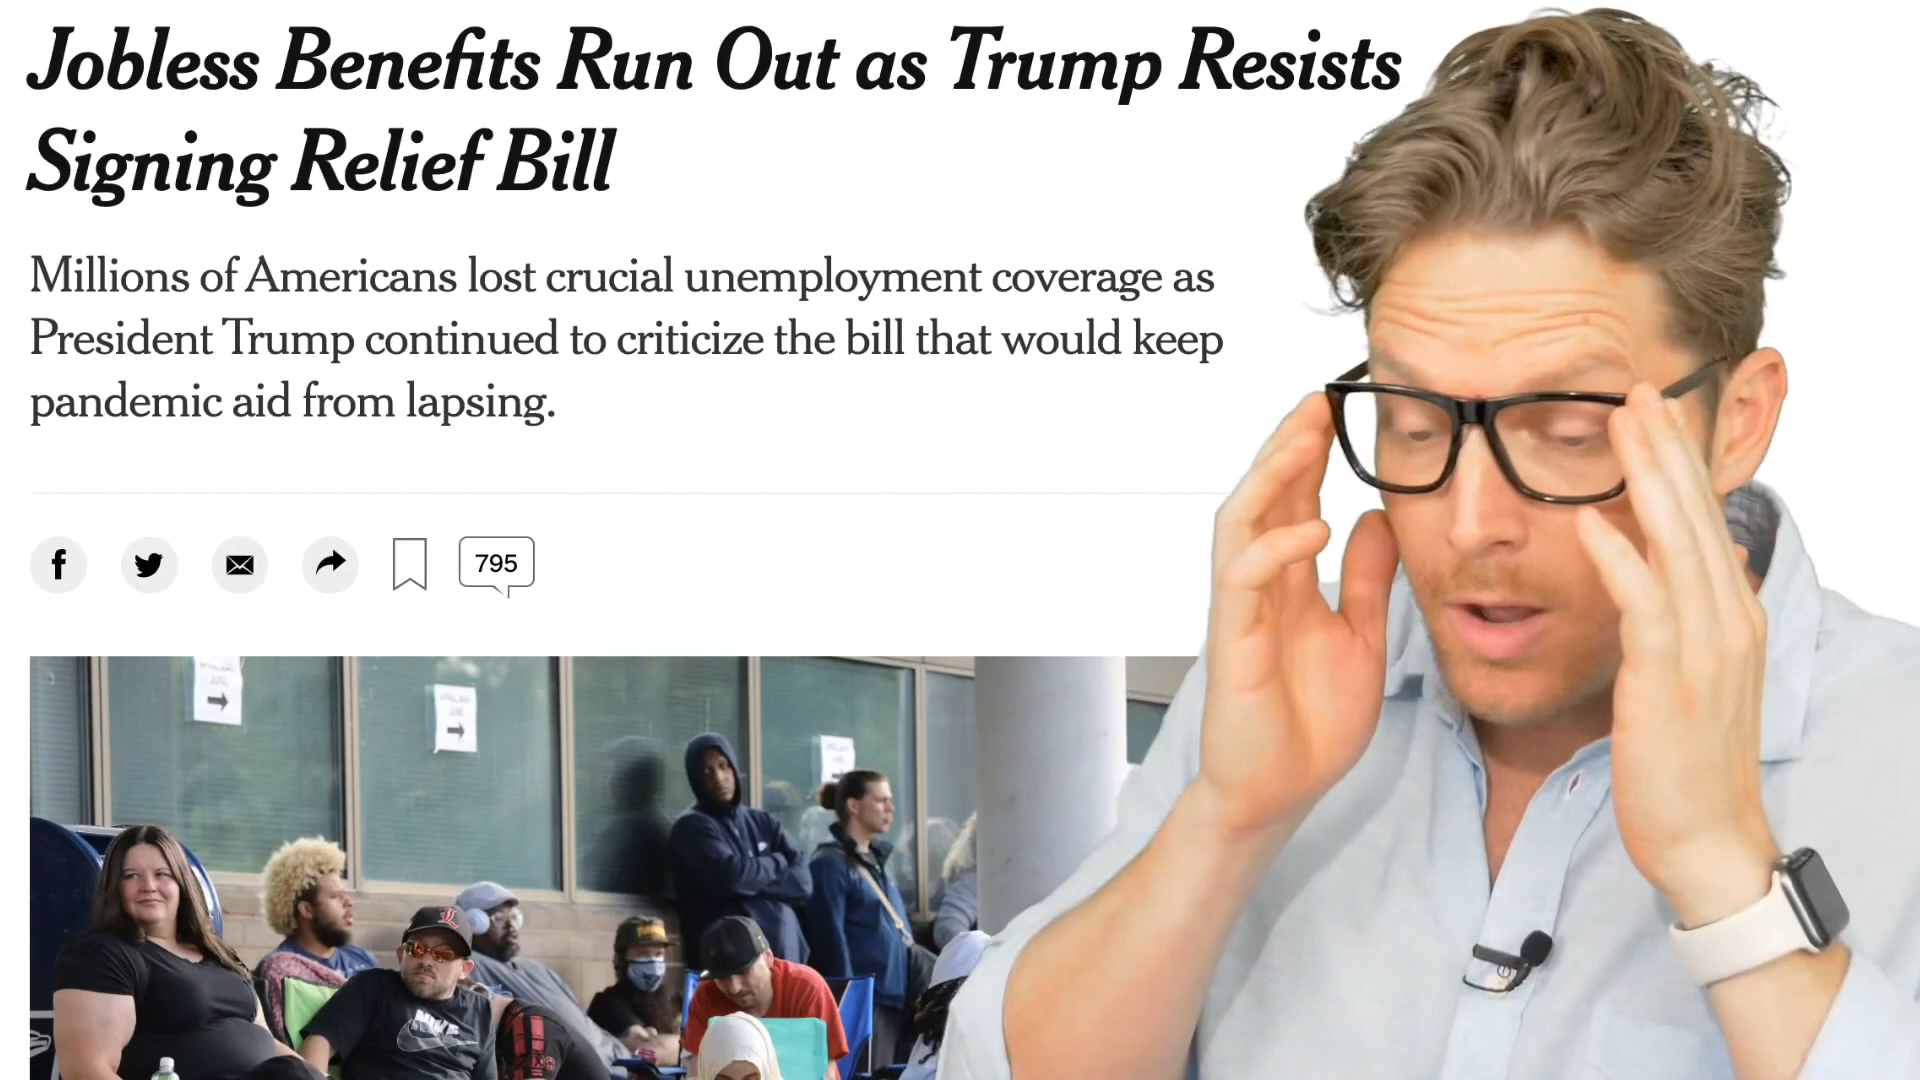 Jobless Benefits Run Out as Trump Resists
Signing Relief Bill
Millions of Americans lost crucial unemployment coverage as
President Trump continued to criticize the bill that would keep
pandemic aid from lapsing.
795
NIKE